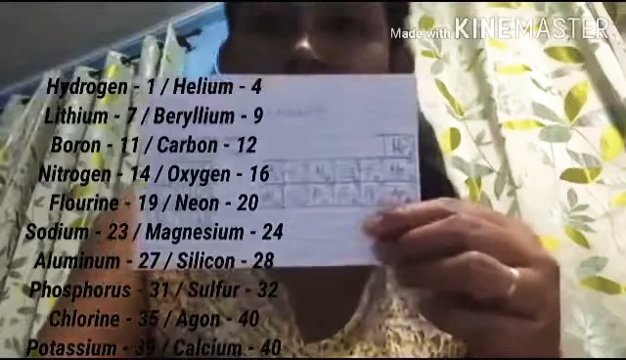 Made with KINEMASTER
Hydrogen - 1 / Helium - 4
Lithium - 7 / Beryllium - 9
Boron - 11 / Carbon - 12
Nitrogen - 14 / Oxygen - 16
Flourine - 19 / Neon - 20
Sodium - 23 / Magnesium - 24
Aluminum - 27 / Silicon - 28
Phosphorus - 31 / Sulfur - 32
Chlorine - 35 / Agon - 40
Potassium - 39 / Calcium - 40